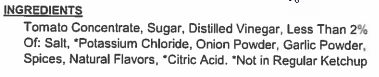 INGREDIENTS
Tomato Concentrate, Sugar, Distilled Vinegar, Less Than 2%
Of: Salt, *Potassium Chloride, Onion Powder, Garlic Powder,
Spices, Natural Flavors, *Citric Acid. *Not in Regular Ketchup